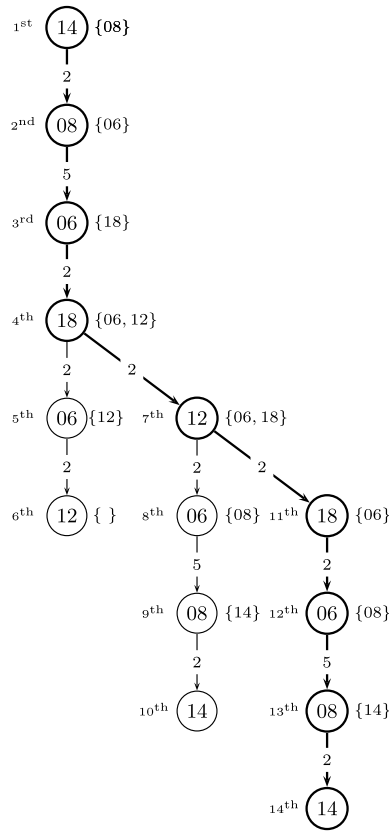 1st 14 {08}
2
2nd 08 {06}
5
3rd 06 {18}
2
4th 18 {06, 12}
2 2
5th 06 {12} 7th 12 {06, 18}
2 2 2
6th 12 { } 8th 06 {08} 11th 18 {06}
5 2
9th 08 {14} 12th 06 {08}
2 5
10th 14 13th 08 {14}
2
14th 14